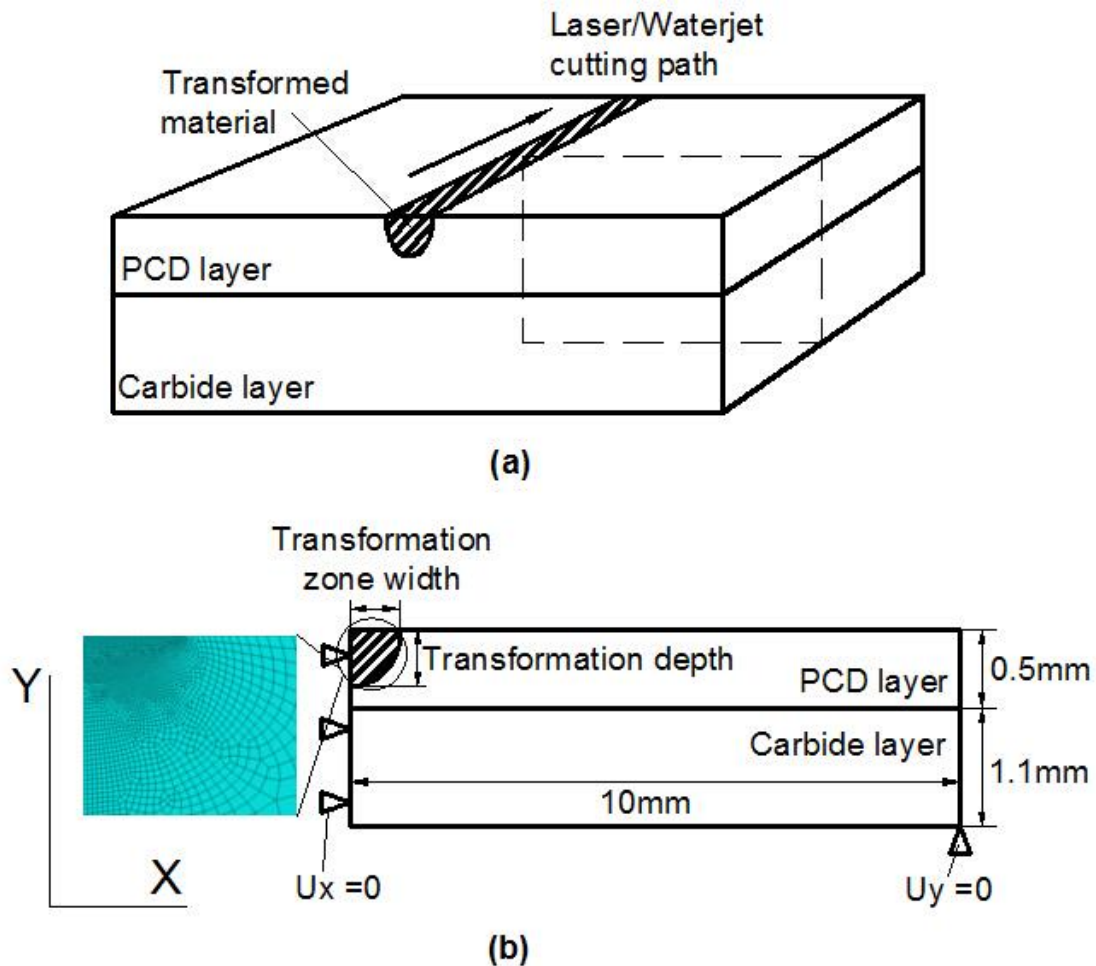 Laser/Waterjet
cutting path
Transformed
material
PCD layer
Carbide layer
(a)
Transformation
zone width
Transformation depth
Y
PCD layer
0.5mm
Carbide layer
1.1mm
10mm
X
Ux =0
Uy =0
(b)